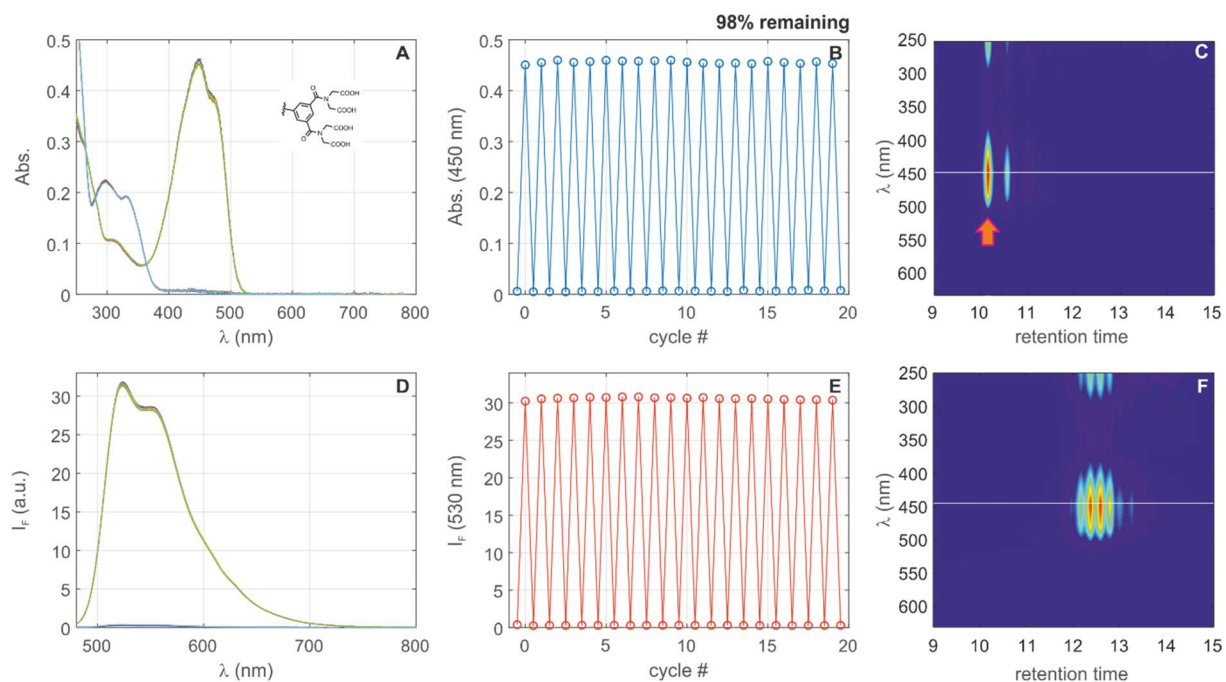 98% remaining
A
0.5
0.4
0.3
0.2
0.1
0
Abs.
300 400 500 600 700 800
λ (nm)
O
N
COOH
COOH
COOH
N
O
COOH
B
0.5
0.4
0.3
0.2
0.1
0
Abs. (450 nm)
0 5 10 15 20
cycle #
C
250
300
400
450
500
550
600
λ (nm)
9 10 11 12 13 14 15
retention time
D
30
25
20
15
10
5
0
I_F (a.u.)
500 600 700 800
λ (nm)
E
30
25
20
15
10
5
0
I_F (530 nm)
0 5 10 15 20
cycle #
F
250
300
350
400
450
500
550
600
λ (nm)
9 10 11 12 13 14 15
retention time